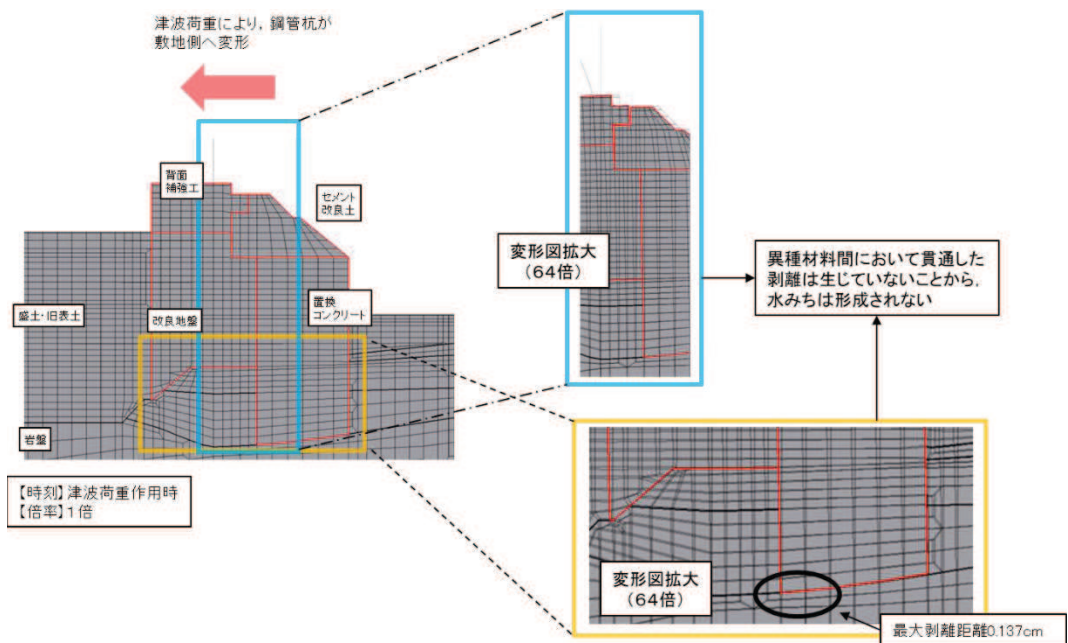 津波荷重により，鋼管杭が
敷地側へ変形
背面
補強工
セメント
改良土
盛土・旧表土
改良地盤
置換
コンクリート
岩盤
【時刻】津波荷重作用時
【倍率】1倍
変形図拡大
（64倍）
異種材料間において貫通した
剥離は生じていないことから，
水みちは形成されない
変形図拡大
（64倍）
最大剥離距離0.137cm